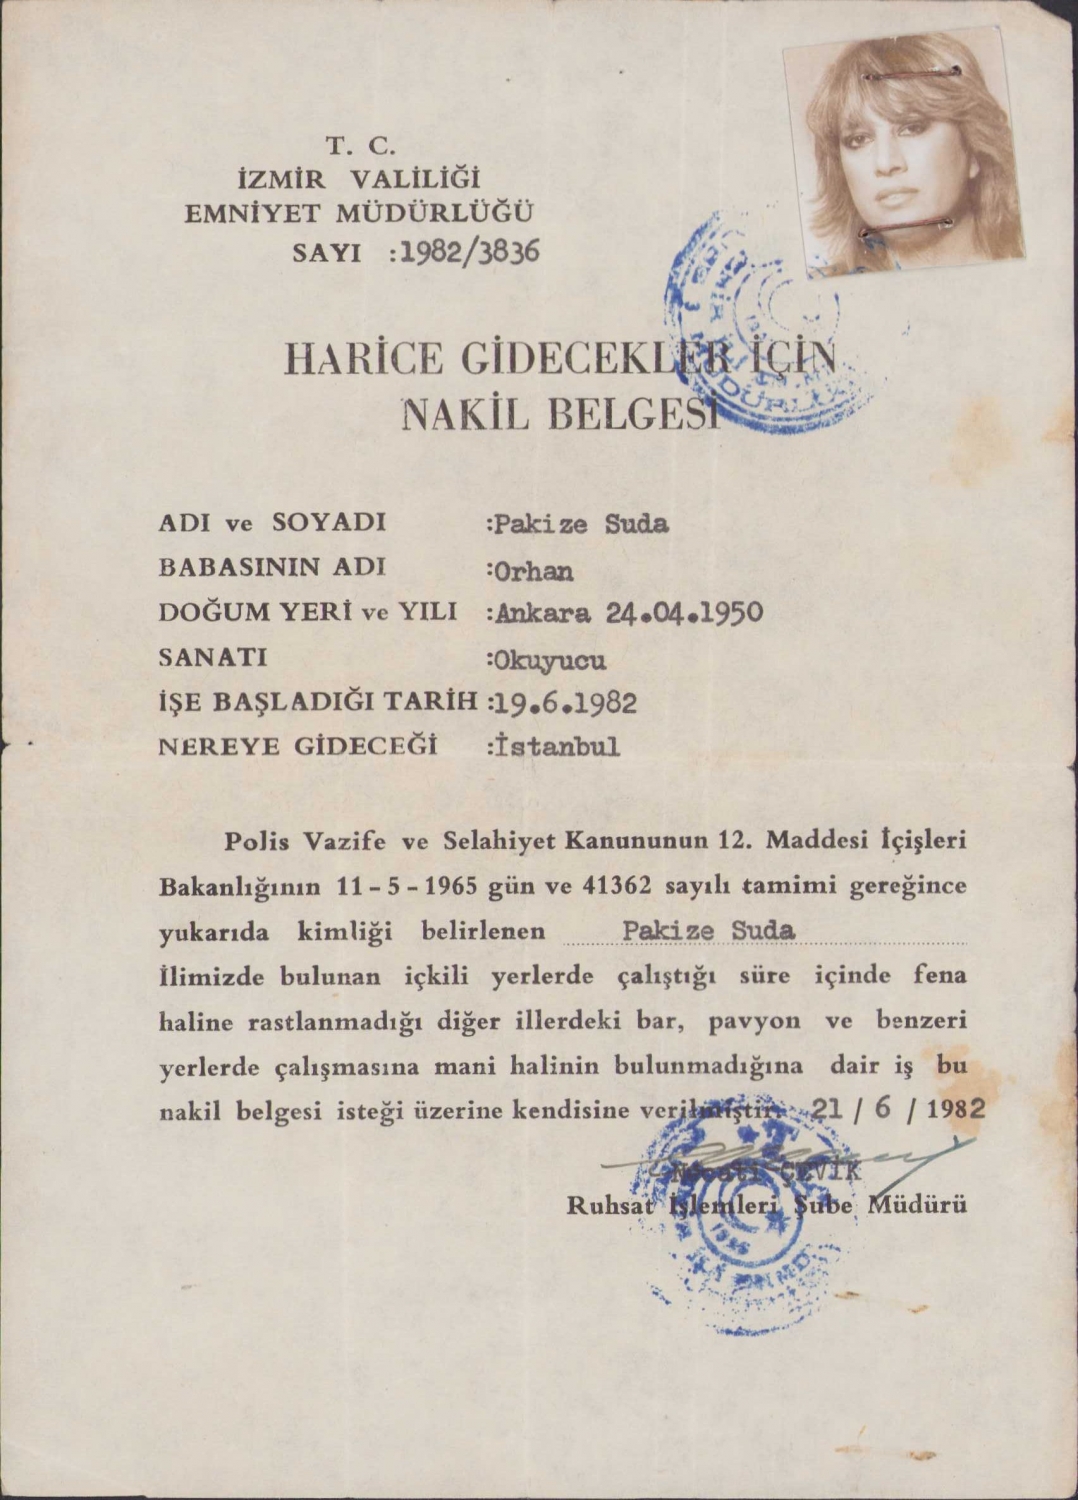 T. C.
İZMİR VALİLİĞİ
EMNİYET MÜDÜRLÜĞÜ
SAYI :1982/3836
HARİCE GİDECEKLER İÇİN
NAKİL BELGESİ
ADI ve SOYADI :Pakize Suda
BABASININ ADI :Orhan
DOĞUM YERİ ve YILI :Ankara 24.04.1950
SANATI :Okuyucu
İŞE BAŞLADIĞI TARİH :19.6.1982
NEREYE GİDECEĞİ :İstanbul
Polis Vazife ve Selahiyet Kanununun 12. Maddesi İçişleri
Bakanlığının 11-5-1965 gün ve 41362 sayılı tamimi gereğince
yukarıda kimliği belirlenen Pakize Suda
İlimizde bulunan içkili yerlerde çalıştığı süre içinde fena
haline rastlanmadığı diğer illerdeki bar, pavyon ve benzeri
yerlerde çalışmasına mani halinin bulunmadığına dair iş bu
nakil belgesi isteği üzerine kendisine verilmiştir. 21 / 6 / 1982
Necati ÇEVİK
Ruhsat İşlemleri Şube Müdürü